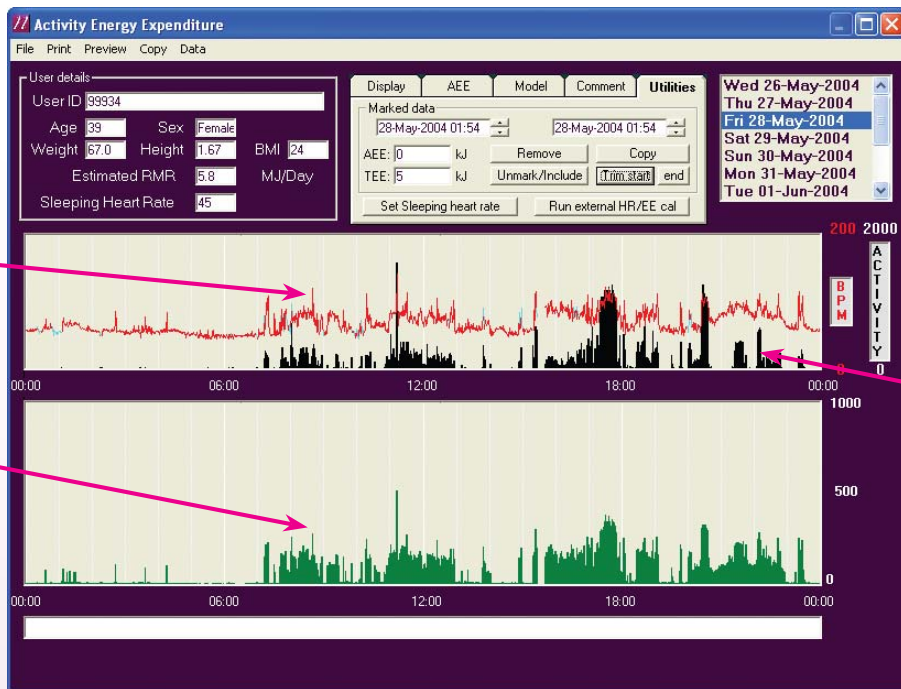 Activity Energy Expenditure
File Print Preview Copy Data
User details
User ID 99934
Age 39 Sex Female
Weight 67.0 Height 1.67 BMI 24
Estimated RMR 5.8 MJ/Day
Sleeping Heart Rate 45
Display AEE Model Comment Utilities
Marked data
28-May-2004 01:54 28-May-2004 01:54
AEE: 0 kJ Remove Copy
TEE: 5 kJ Unmark/Include Trim start end
Set Sleeping heart rate Run external HR/EE cal
Wed 26-May-2004
Thu 27-May-2004
Fri 28-May-2004
Sat 29-May-2004
Sun 30-May-2004
Mon 31-May-2004
Tue 01-Jun-2004
200 2000
BPM
ACTIVITY
0 0
00:00 06:00 12:00 18:00 00:00
1000
500
0
00:00 06:00 12:00 18:00 00:00